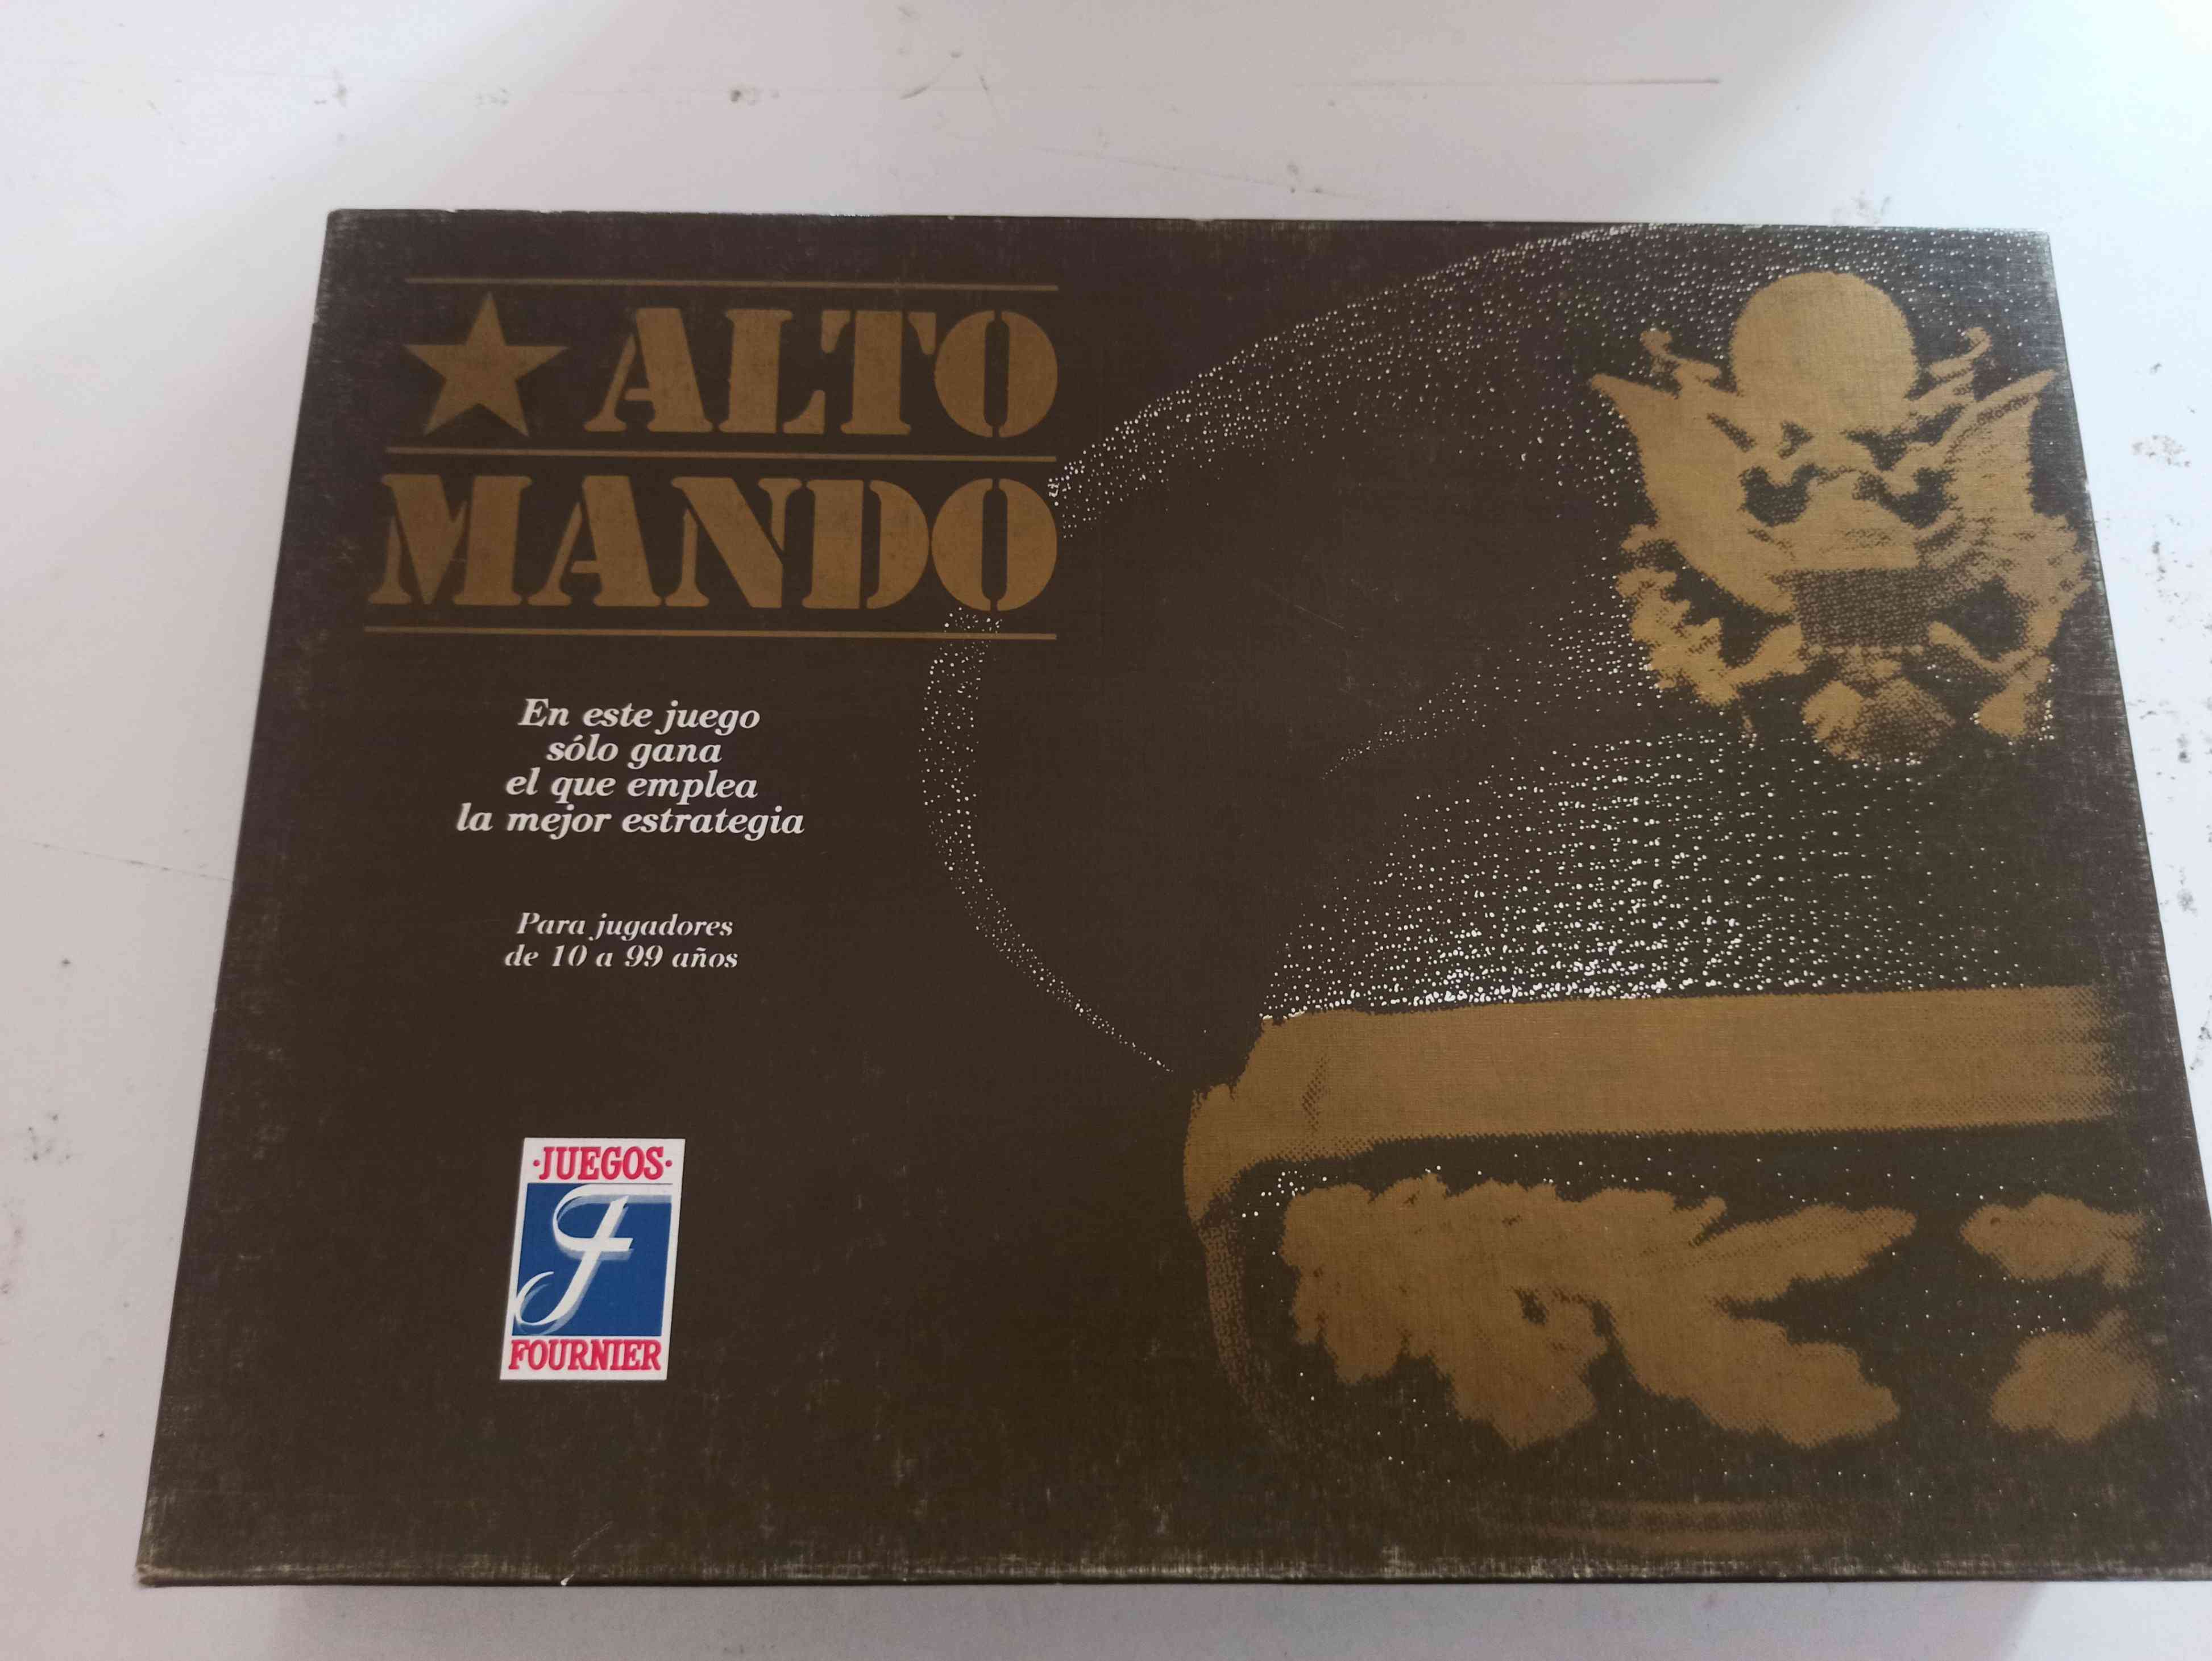 ALTO
MANDO
En este juego
sólo gana
el que emplea
la mejor estrategia
Para jugadores
de 10 a 99 años
·JUEGOS·
F
FOURNIER